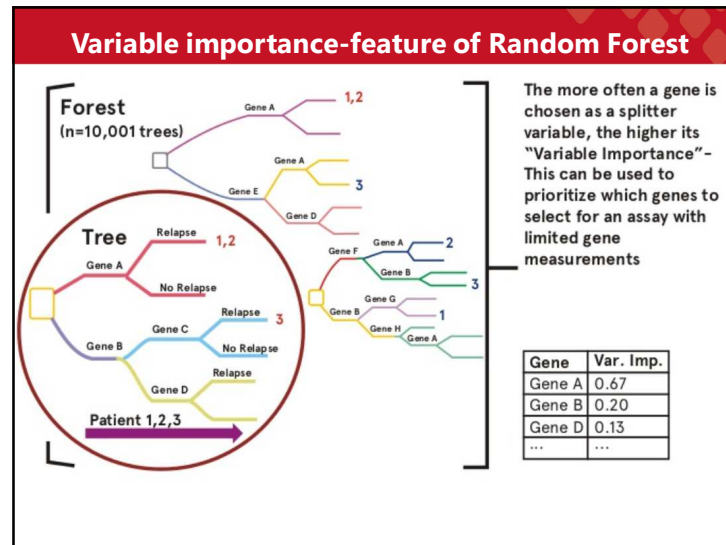 Variable importance-feature of Random Forest
Forest
(n=10,001 trees)
Gene A
1,2
Gene E
Gene A
3
Gene D
Tree
Relapse
1,2
Gene A
No Relapse
Relapse
3
Gene C
Gene B
No Relapse
Relapse
Gene D
Patient 1,2,3
Gene F
Gene A
2
Gene B
3
Gene G
1
Gene B
Gene H
Gene A
The more often a gene is
chosen as a splitter
variable, the higher its
“Variable Importance”-
This can be used to
prioritize which genes to
select for an assay with
limited gene
measurements
Gene Var. Imp.
Gene A 0.67
Gene B 0.20
Gene D 0.13
... ...